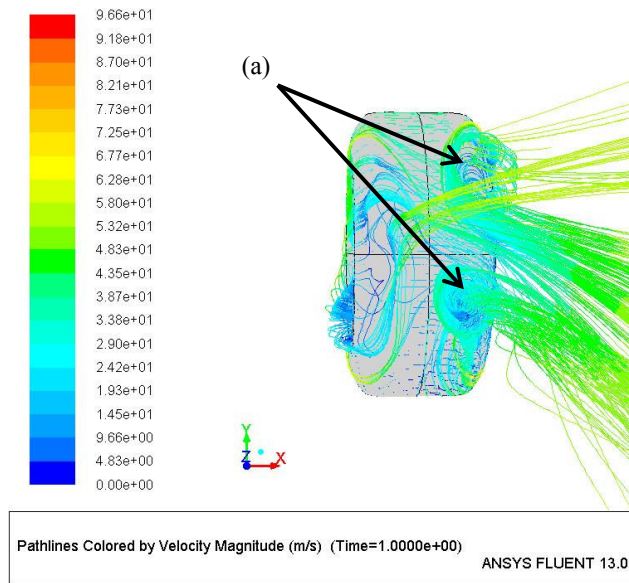 9.66e+01
9.18e+01
8.70e+01
8.21e+01
7.73e+01
7.25e+01
6.77e+01
6.28e+01
5.80e+01
5.32e+01
4.83e+01
4.35e+01
3.87e+01
3.38e+01
2.90e+01
2.42e+01
1.93e+01
1.45e+01
9.66e+00
4.83e+00
0.00e+00
(a)
Y
Z
X
Pathlines Colored by Velocity Magnitude (m/s) (Time=1.0000e+00)
ANSYS FLUENT 13.0